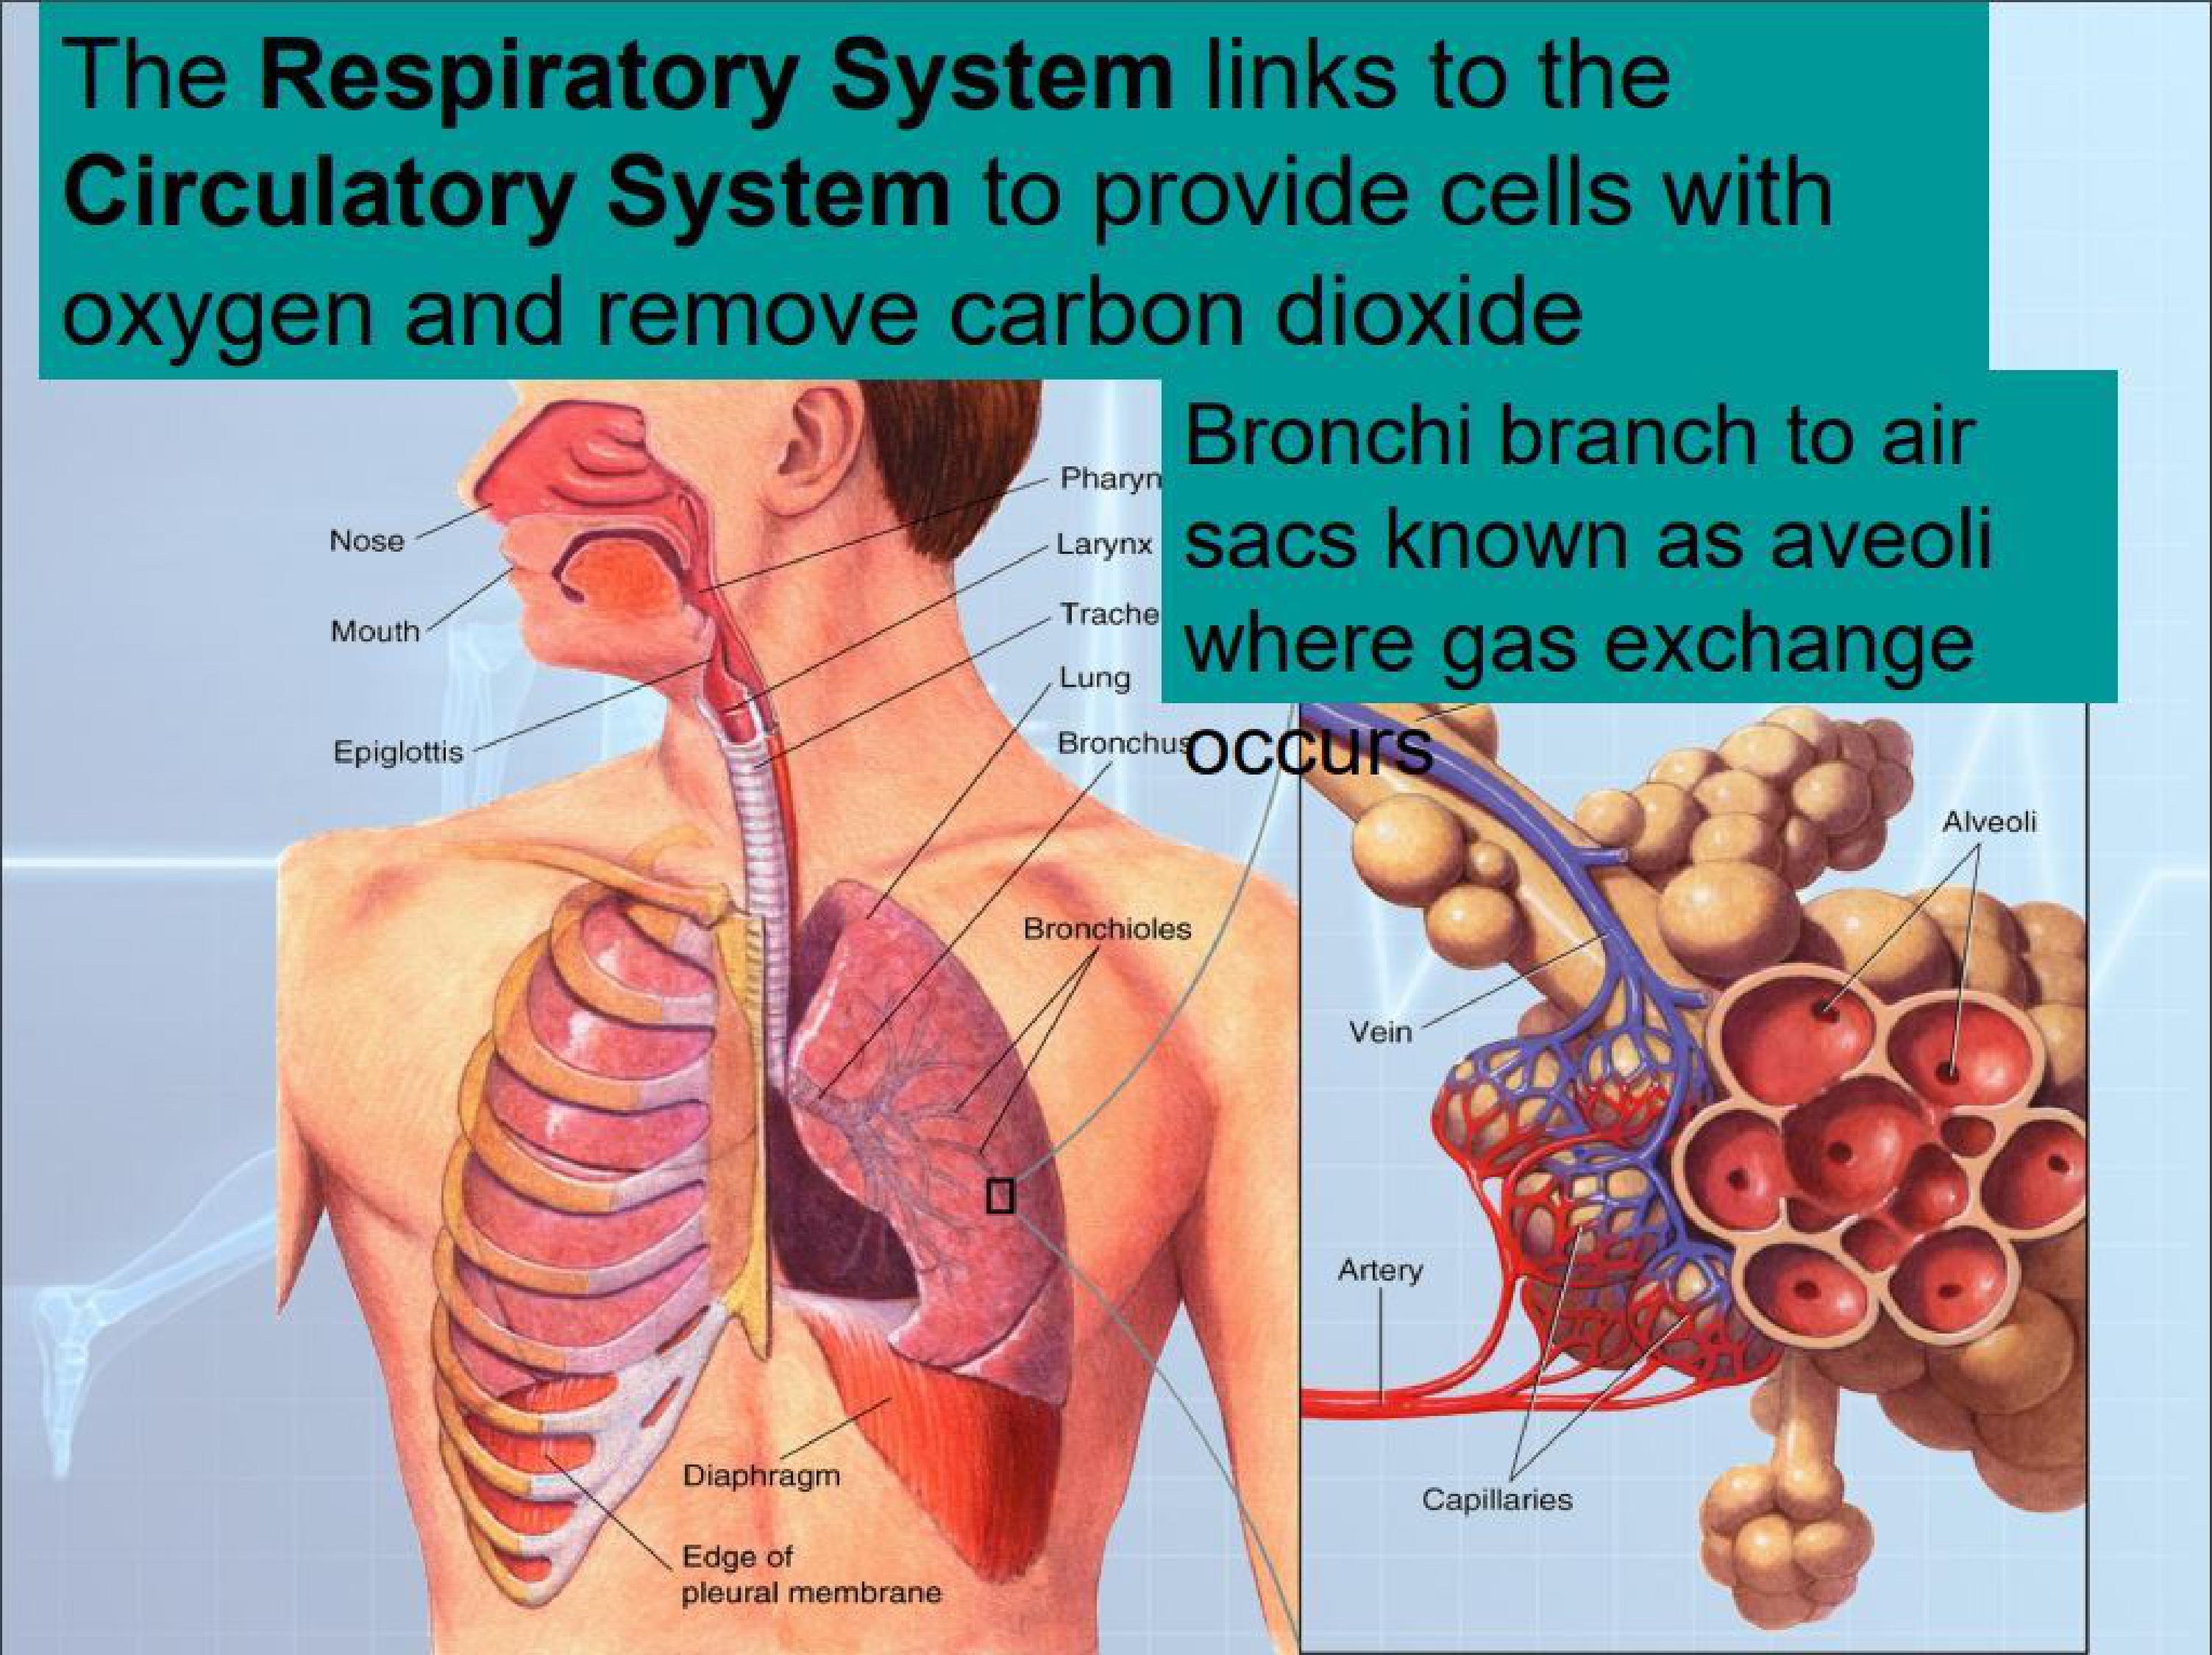 The Respiratory System links to the
Circulatory System to provide cells with
oxygen and remove carbon dioxide
Bronchi branch to air
sacs known as aveoli
where gas exchange
occurs
Pharyn
Larynx
Trache
Lung
Bronchus
Nose
Mouth
Epiglottis
Bronchioles
Diaphragm
Edge of
pleural membrane
Alveoli
Vein
Artery
Capillaries